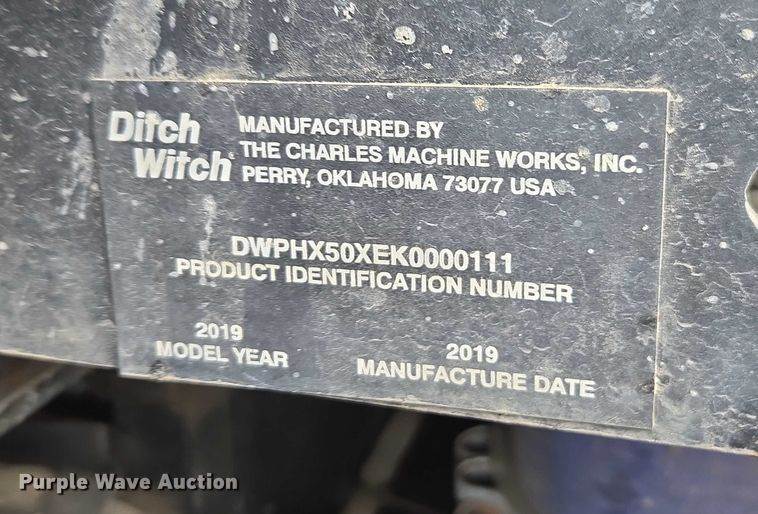 Ditch Witch
MANUFACTURED BY
THE CHARLES MACHINE WORKS, INC.
PERRY, OKLAHOMA 73077 USA
DWPHX50XEK0000111
PRODUCT IDENTIFICATION NUMBER
2019
MODEL YEAR
2019
MANUFACTURE DATE
Purple Wave Auction